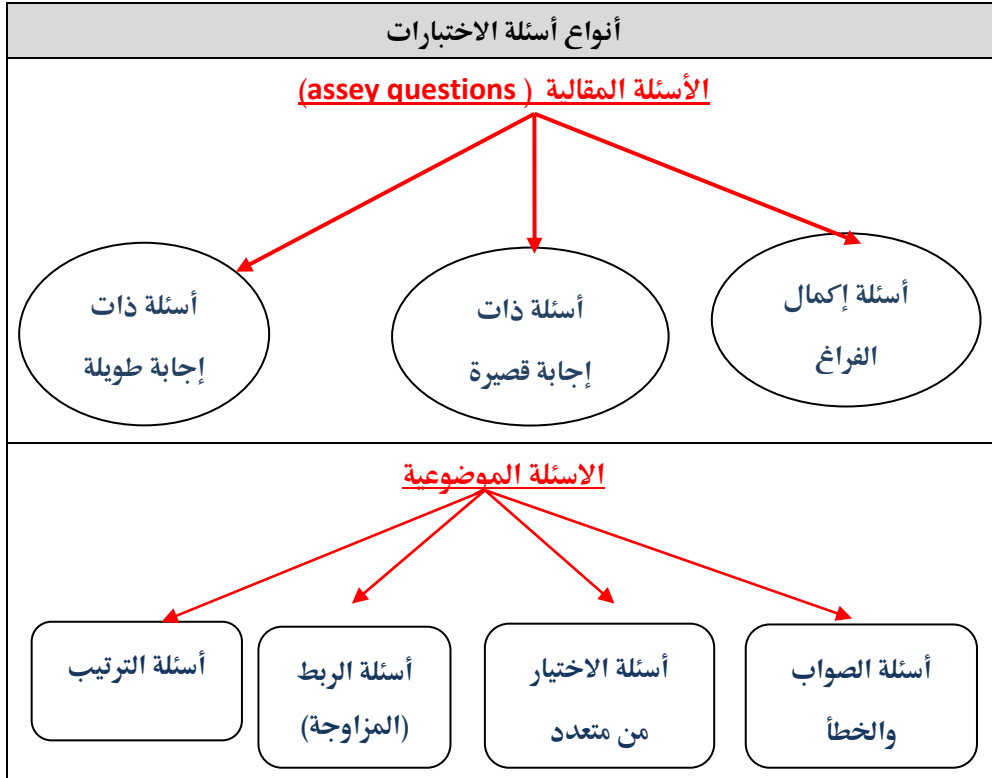 أنواع أسئلة الاختبارات
الأسئلة المقالية ( assey questions)
أسئلة إكمال
الفراغ
أسئلة ذات
إجابة قصيرة
أسئلة ذات
إجابة طويلة
الاسئلة الموضوعية
أسئلة الصواب
والخطأ
أسئلة الاختيار
من متعدد
أسئلة الربط
(المزاوجة)
أسئلة الترتيب